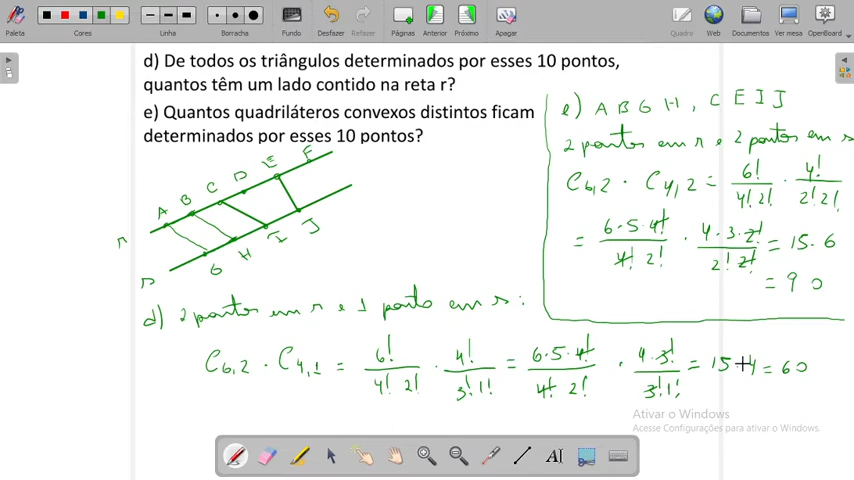 Paleta
Cores
Linha
Borracha
Fundo
Desfazer
Refazer
Páginas
Anterior
Próximo
Apagar
Quadro
Web
Documentos
Mostrar Ma
OpenBoard
d) De todos os triângulos determinados por esses 10 pontos,
quantos têm um lado contido na reta r?
e) Quantos quadriláteros convexos distintos ficam
determinados por esses 10 pontos?
A B C D E F
r
G H I J
s
e) A B G H , C E I J
2 pontos em r e 2 pontos em s
C6,2 · C4,2 = 6!/4! 2! · 4!/2! 2!
= 6·5·4!/4! 2! · 4·3·2!/2! 2! = 15·6
= 90
d) 2 pontos em r e 1 ponto em s:
C6,2 · C4,1 = 6!/4! 2! · 4!/3! 1! = 6·5·4!/4! 2! · 4·3!/3! 1! = 15·4 = 60
Ativar o Windows
Acesse Configurações para ativar o Windows.